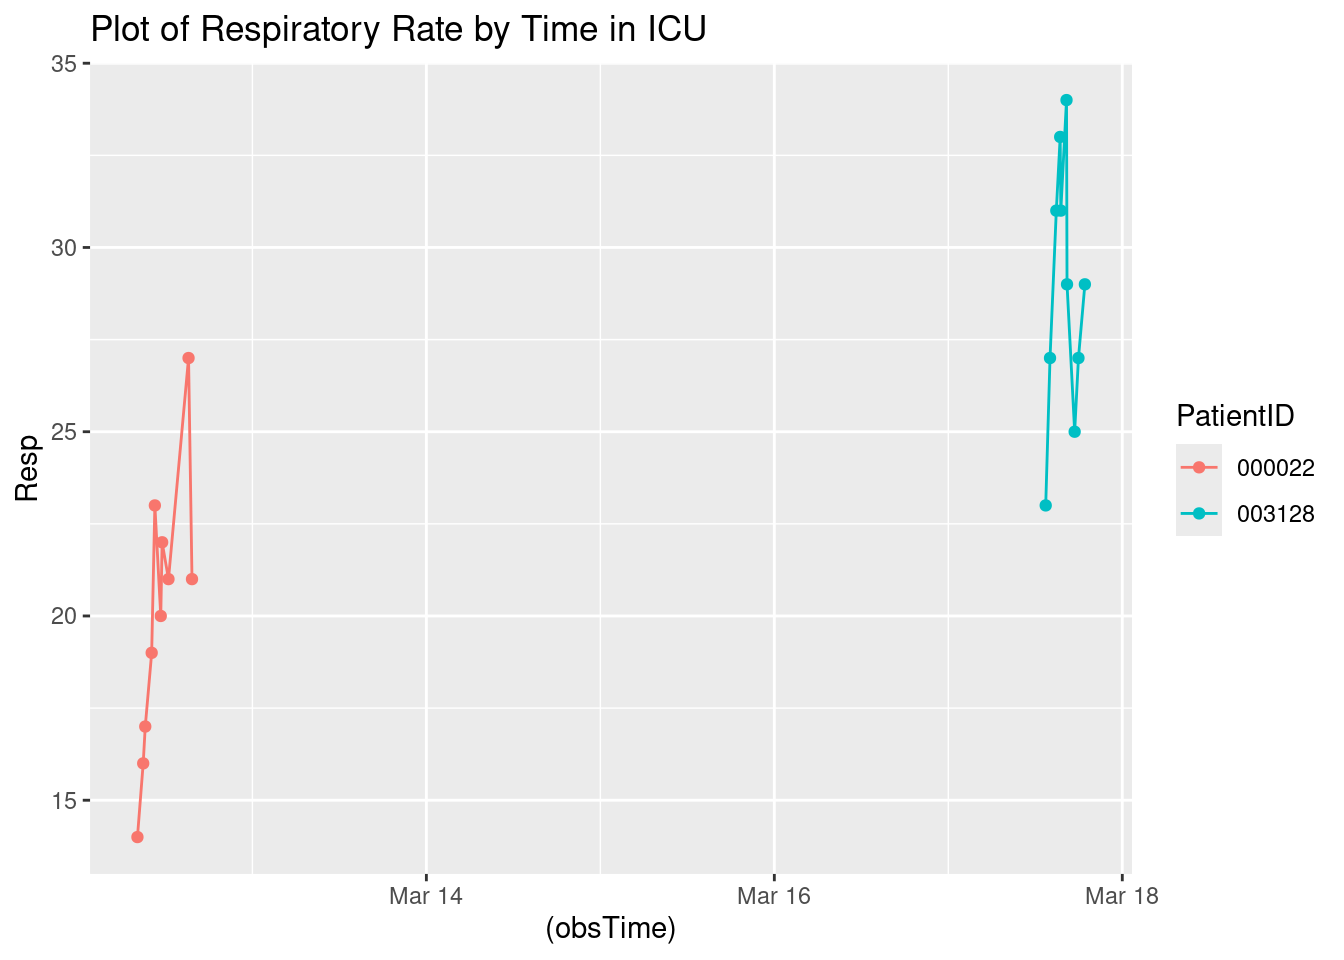 Plot of Respiratory Rate by Time in ICU
35
30
25
20
15
Resp
Mar 14
Mar 16
Mar 18
(obsTime)
PatientID
000022
003128